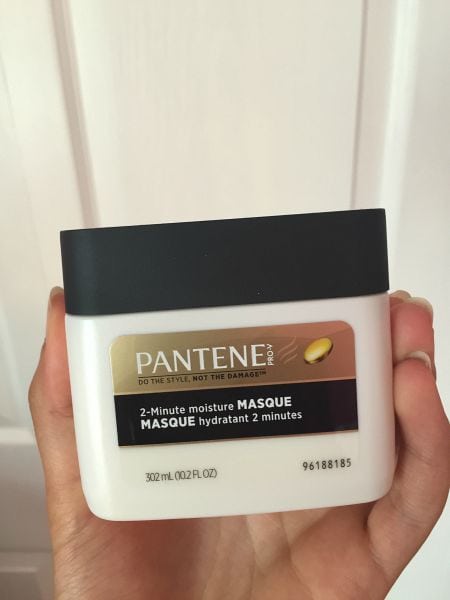 PANTENE
PRO-V
DO THE STYLE, NOT THE DAMAGE™
2-Minute moisture MASQUE
MASQUE hydratant 2 minutes
302 mL (10.2 FL OZ)
96188185